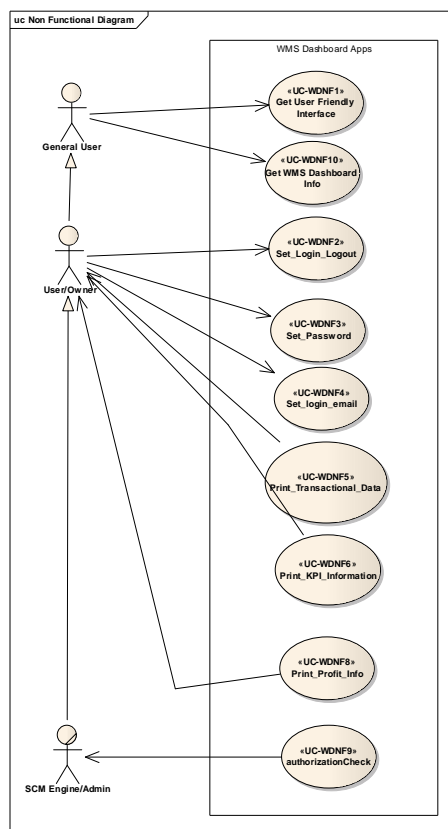 uc Non Functional Diagram
WMS Dashboard Apps
«UC-WDNF1»
Get User Friendly
Interface
General User
«UC-WDNF10»
Get WMS Dashboard
Info
User/Owner
«UC-WDNF2»
Set_Login_Logout
«UC-WDNF3»
Set_Password
«UC-WDNF4»
Set_login_email
«UC-WDNF5»
Print_Transactional_Data
«UC-WDNF6»
Print_KPI_Information
«UC-WDNF8»
Print_Profit_Info
SCM Engine/Admin
«UC-WDNF9»
authorizationCheck